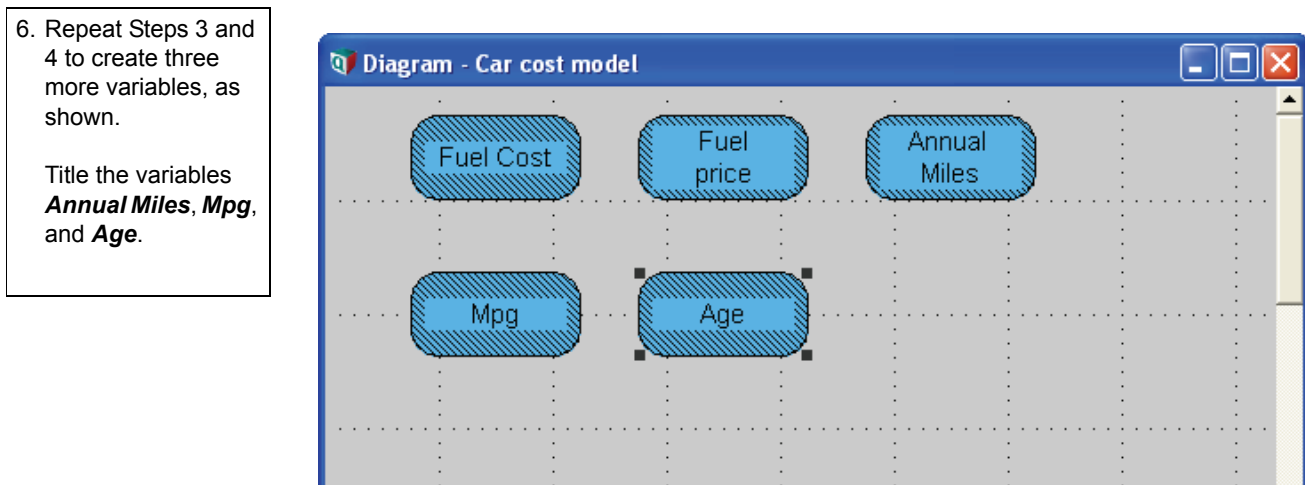 6. Repeat Steps 3 and
4 to create three
more variables, as
shown.
Title the variables
Annual Miles, Mpg,
and Age.
Diagram - Car cost model
Fuel Cost
Fuel
price
Annual
Miles
Mpg
Age